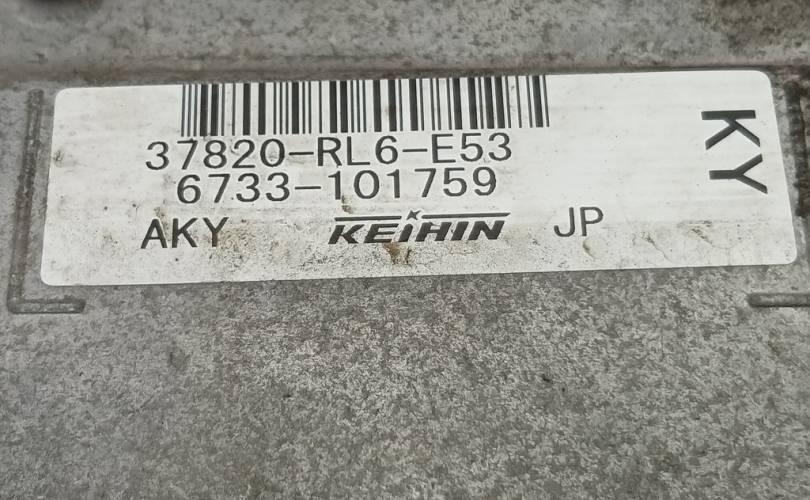 37820-RL6-E53
6733-101759
AKY KEIHIN JP
KY